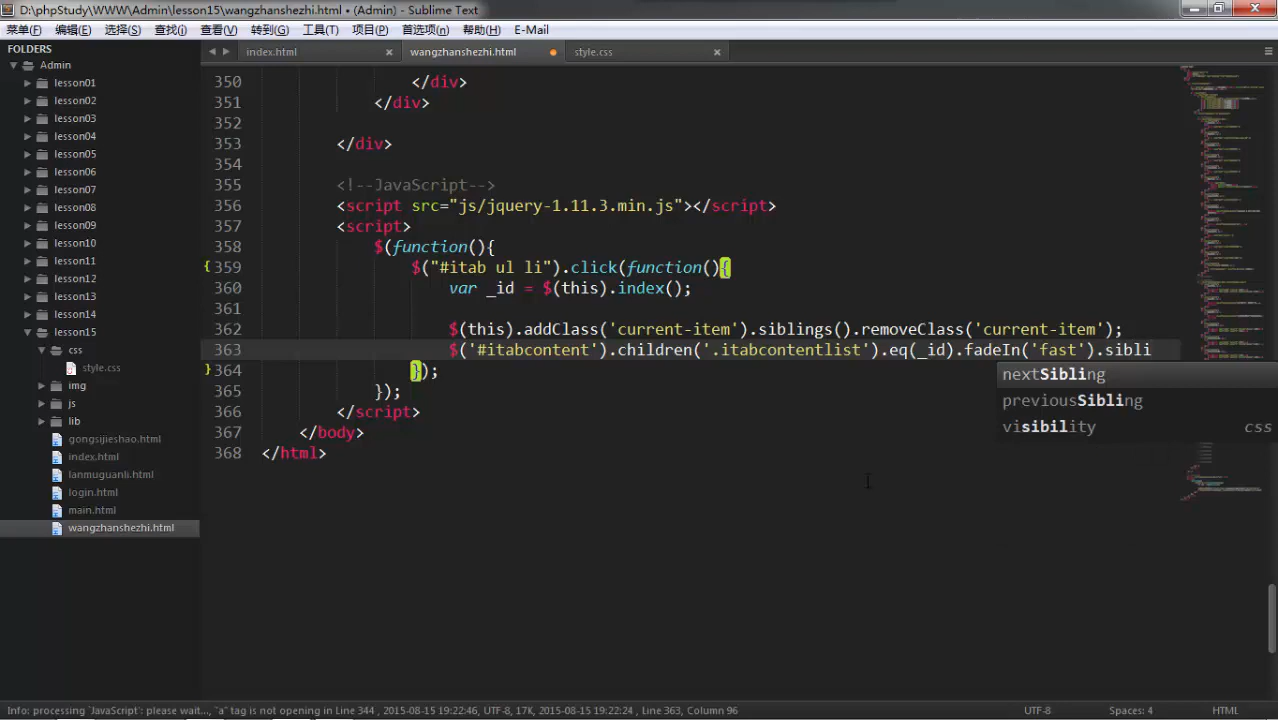 D:\phpStudy\WWW\Admin\lesson15\wangzhanshezhi.html • (Admin) - Sublime Text
菜单(F) 编辑(E) 选择(S) 查找(i) 查看(V) 转到(G) 工具(T) 项目(P) 首选项(n) 帮助(H) E-Mail
FOLDERS
Admin
lesson01
lesson02
lesson03
lesson04
lesson05
lesson06
lesson07
lesson08
lesson09
lesson10
lesson11
lesson12
lesson13
lesson14
lesson15
css
style.css
img
js
lib
gongsijieshao.html
index.html
lanmuguanli.html
login.html
main.html
wangzhanshezhi.html
index.html × wangzhanshezhi.html style.css ×
350 </div>
351 </div>
352
353 </div>
354
355 <!--JavaScript-->
356 <script src="js/jquery-1.11.3.min.js"></script>
357 <script>
358 $(function(){
359 $("#itab ul li").click(function(){
360 var _id = $(this).index();
361
362 $(this).addClass('current-item').siblings().removeClass('current-item');
363 $('#itabcontent').children('.itabcontentlist').eq(_id).fadeIn('fast').sibli
364 });
365 });
366 </script>
367 </body>
368 </html>
nextSibling
previousSibling
visibility css
Info: processing `JavaScript`: please wait..., "a" tag is not opening in Line 344 , 2015-08-15 19:22:46, UTF-8, 17K, 2015-08-15 19:22:24 , Line 363, Column 96
UTF-8 Spaces: 4 HTML